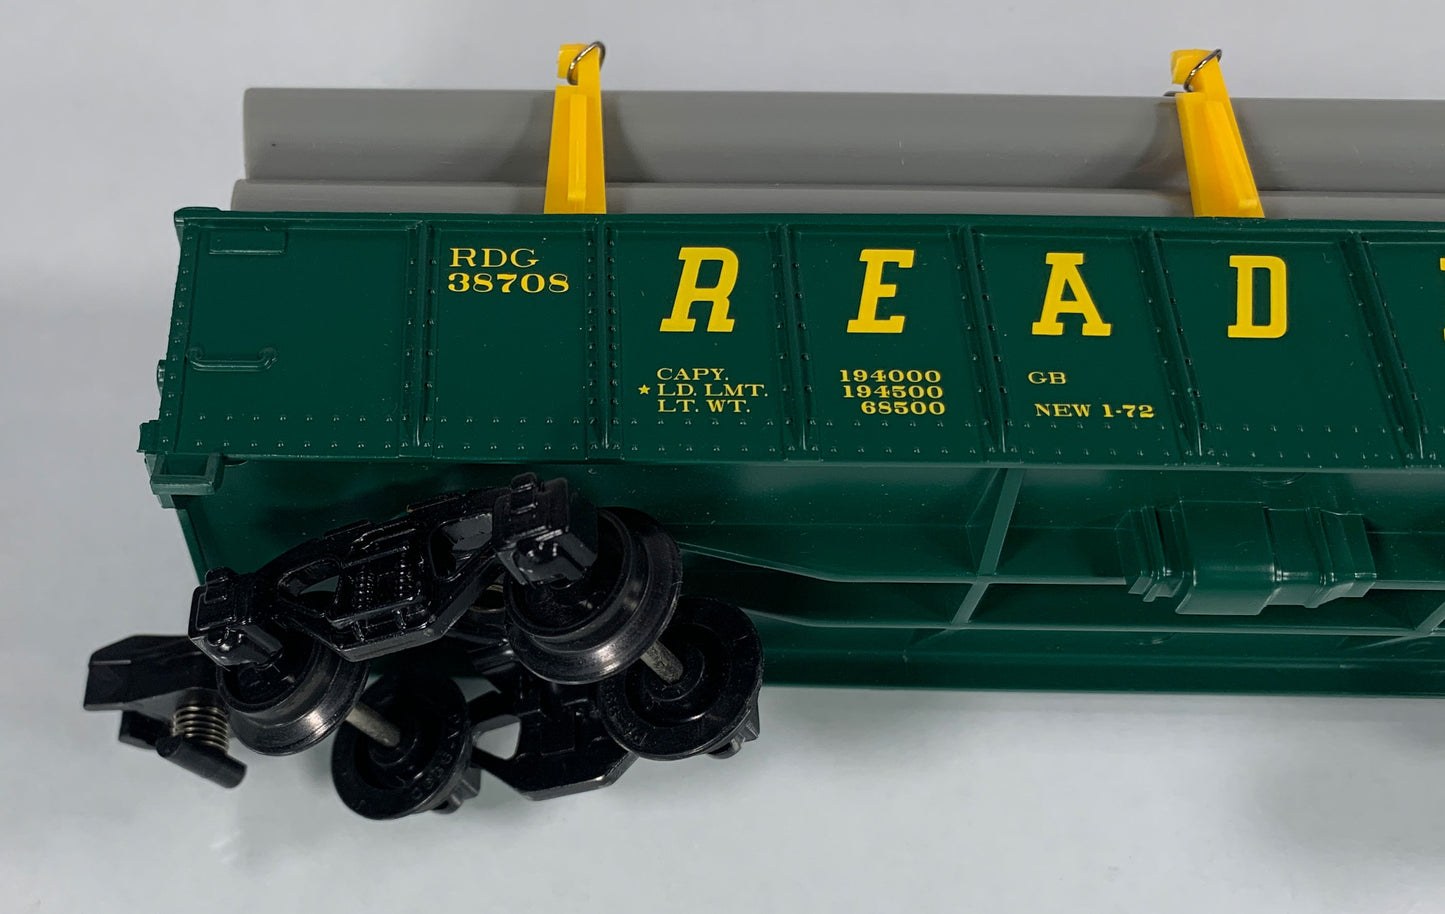 RDG
38708
READ
CAPY. 194000 GB
★ LD. LMT. 194500
LT. WT. 68500 NEW 1-72